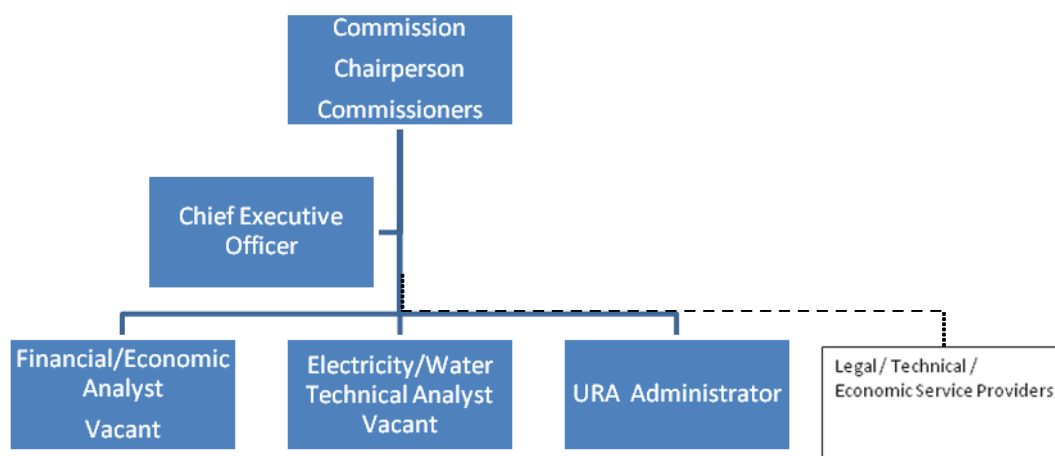 Commission
Chairperson
Commissioners
Chief Executive
Officer
Financial/Economic
Analyst
Vacant
Electricity/Water
Technical Analyst
Vacant
URA Administrator
Legal / Technical /
Economic Service Providers